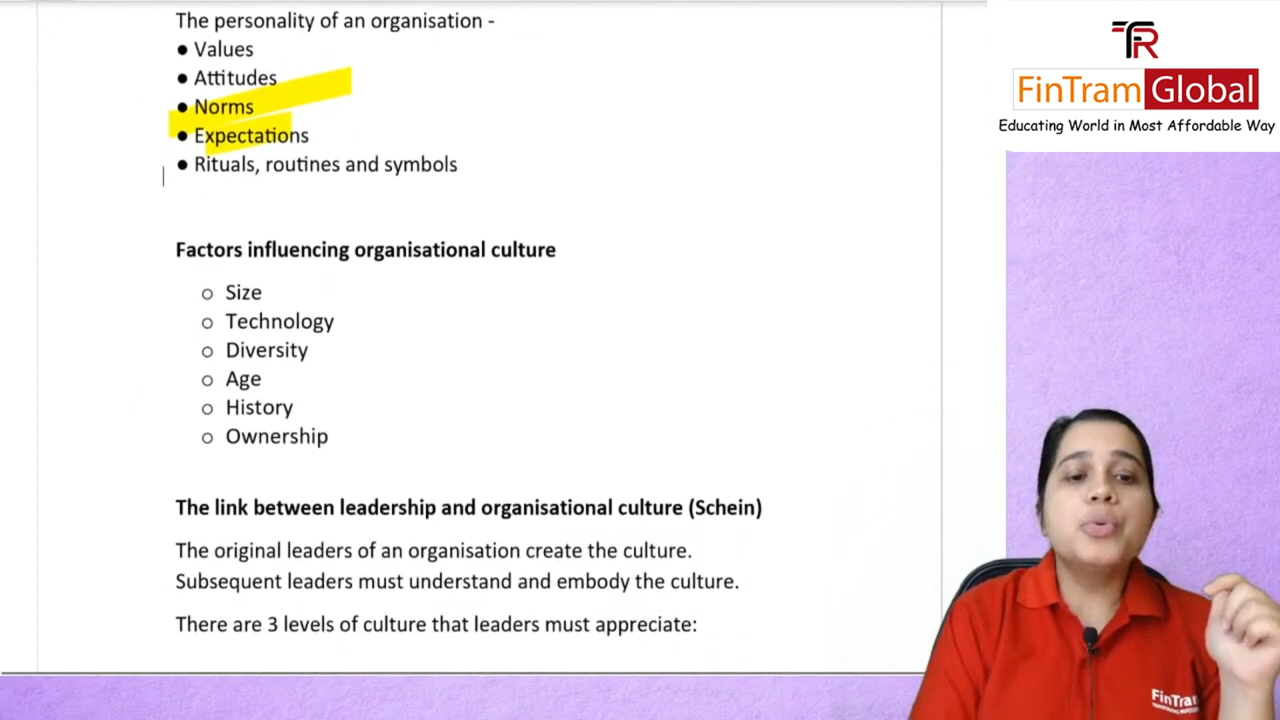 The personality of an organisation -
● Values
● Attitudes
● Norms
● Expectations
● Rituals, routines and symbols
Factors influencing organisational culture
o Size
o Technology
o Diversity
o Age
o History
o Ownership
The link between leadership and organisational culture (Schein)
The original leaders of an organisation create the culture.
Subsequent leaders must understand and embody the culture.
There are 3 levels of culture that leaders must appreciate:
TR
FinTram Global
Educating World in Most Affordable Way
FinTram